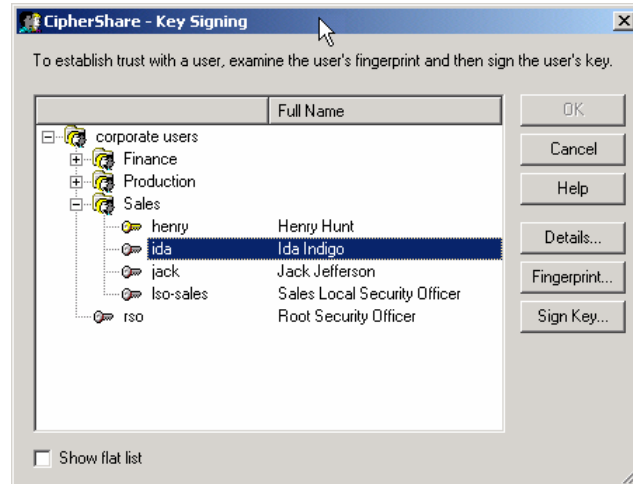 CipherShare - Key Signing
To establish trust with a user, examine the user's fingerprint and then sign the user's key.
Full Name
OK
corporate users
Finance
Cancel
Production
Help
Sales
henry Henry Hunt
Details...
ida Ida Indigo
jack Jack Jefferson
Fingerprint...
lso-sales Sales Local Security Officer
rso Root Security Officer
Sign Key...
Show flat list